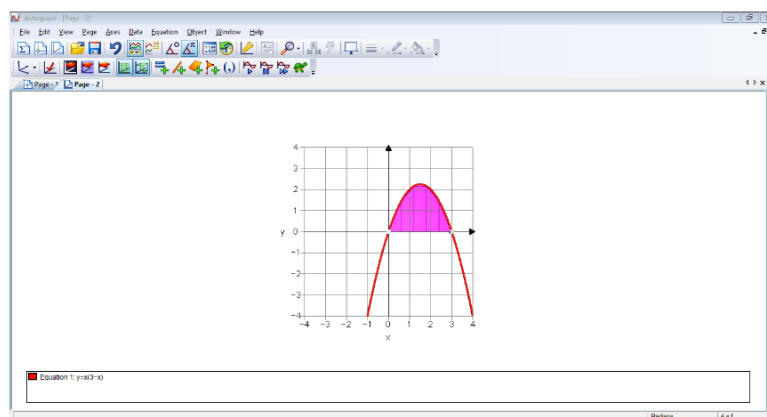 Autograph - [Page - 2]
File Edit View Page Axes Data Equation Object Window Help
Page - 1 Page - 2
4
3
2
1
y 0
-1
-2
-3
-4
-4 -3 -2 -1 0 1 2 3 4
x
Equation 1: y=x(3-x)